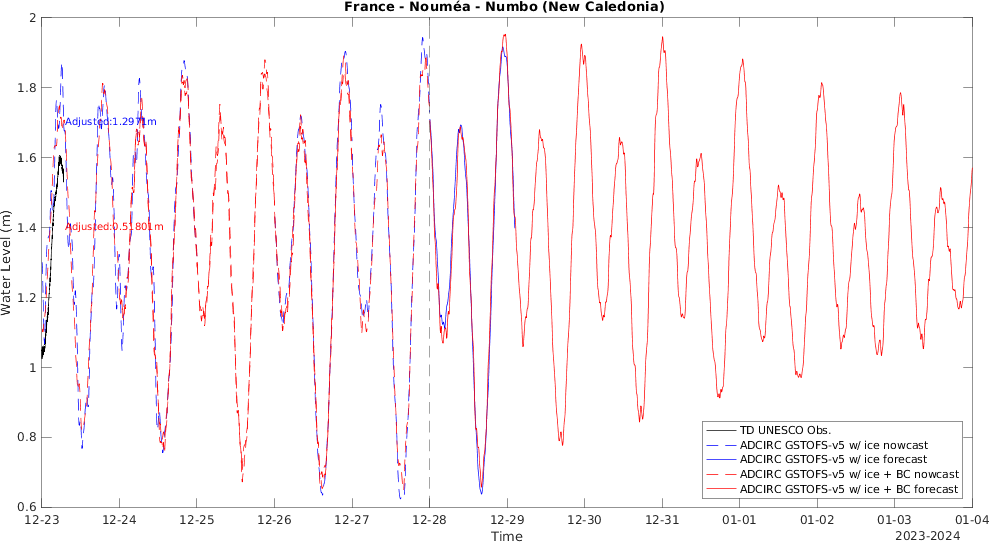 France - Nouméa - Numbo (New Caledonia)
2
1.8
1.6
1.4
1.2
1
0.8
0.6
Water Level (m)
Adjusted:1.2971m
Adjusted:0.51801m
TD UNESCO Obs.
ADCIRC GSTOFS-v5 w/ ice nowcast
ADCIRC GSTOFS-v5 w/ ice forecast
ADCIRC GSTOFS-v5 w/ ice + BC nowcast
ADCIRC GSTOFS-v5 w/ ice + BC forecast
12-23 12-24 12-25 12-26 12-27 12-28 12-29 12-30 12-31 01-01 01-02 01-03 01-04
Time
2023-2024